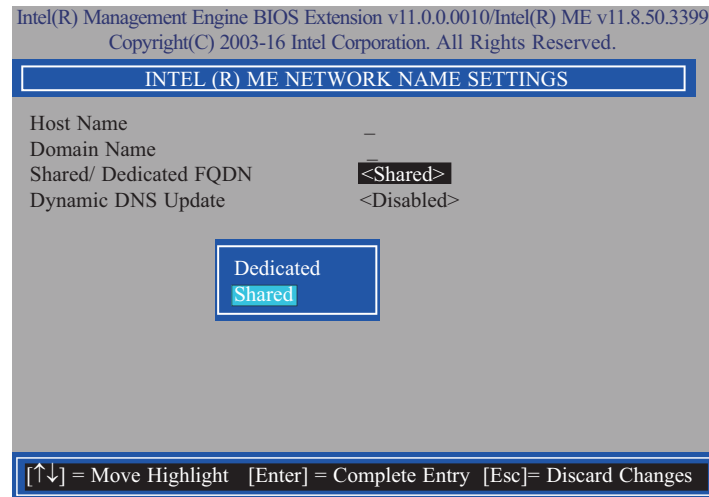 Intel(R) Management Engine BIOS Extension v11.0.0.0010/Intel(R) ME v11.8.50.3399
Copyright(C) 2003-16 Intel Corporation. All Rights Reserved.
INTEL (R) ME NETWORK NAME SETTINGS
Host Name _
Domain Name _
Shared/ Dedicated FQDN <Shared>
Dynamic DNS Update <Disabled>
Dedicated
Shared
[↑↓] = Move Highlight [Enter] = Complete Entry [Esc]= Discard Changes